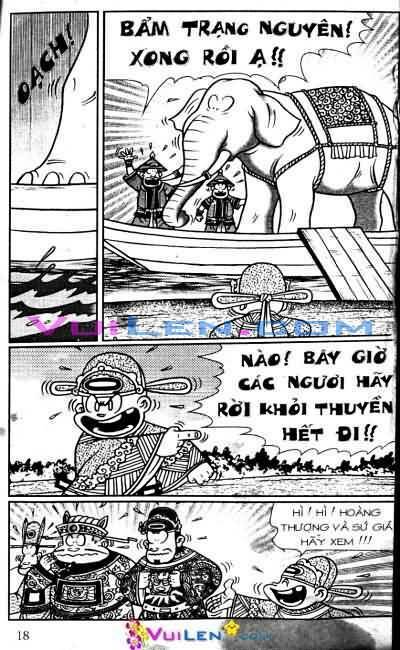 OẠCH!
BẨM TRẠNG NGUYÊN!
XONG RỒI Ạ!!
VuiLen.com
NÀO! BÂY GIỜ
CÁC NGƯƠI HÃY
RỜI KHỎI THUYỀN
HẾT ĐI!!
HÌ! HÌ! HOÀNG
THƯỢNG VÀ SỨ GIẢ
HÃY XEM!!!
18
VuiLen.com